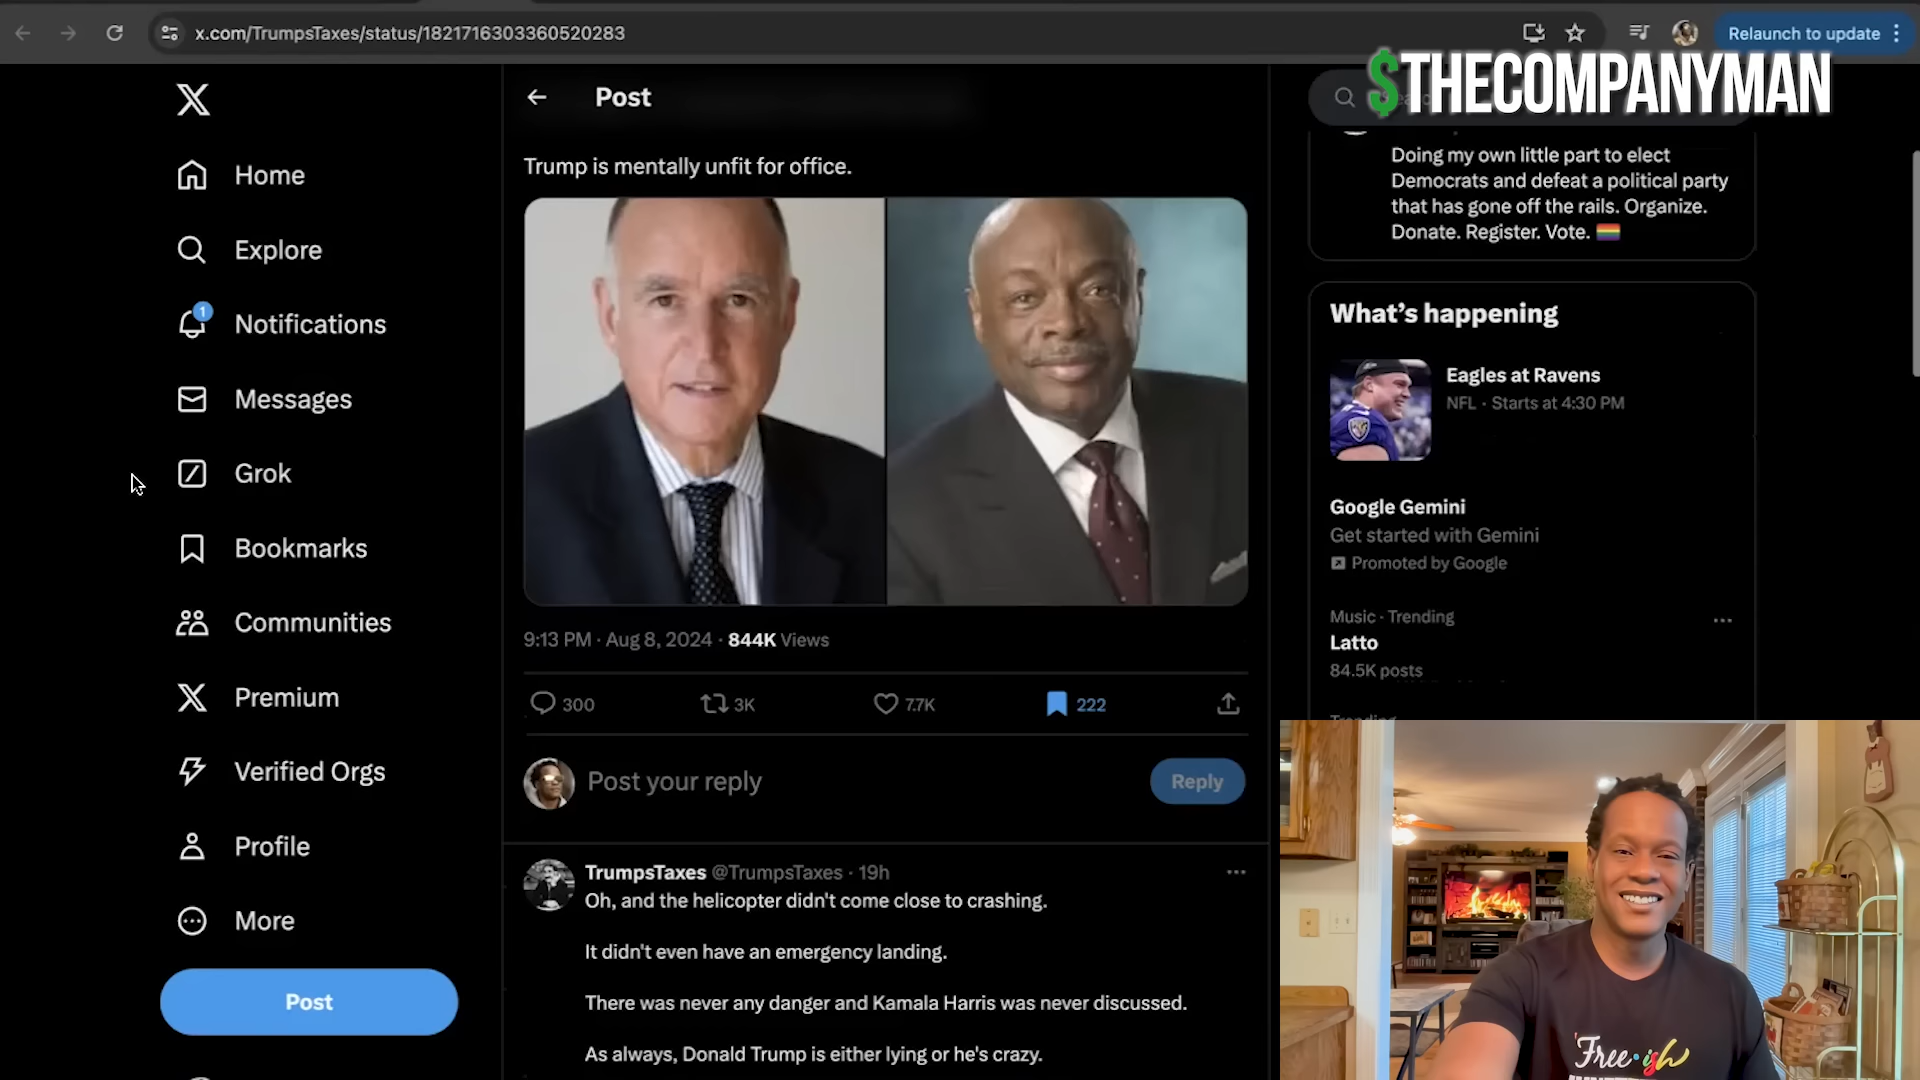 x.com/TrumpsTaxes/status/1821716303360520283
Relaunch to update
$THECOMPANYMAN
Home
Explore
1
Notifications
Messages
Grok
Bookmarks
Communities
Premium
Verified Orgs
Profile
More
Post
Post
Trump is mentally unfit for office.
9:13 PM · Aug 8, 2024 · 844K Views
300
3K
7.7K
222
Post your reply
Reply
TrumpsTaxes @TrumpsTaxes · 19h
Oh, and the helicopter didn't come close to crashing.
It didn't even have an emergency landing.
There was never any danger and Kamala Harris was never discussed.
As always, Donald Trump is either lying or he's crazy.
Doing my own little part to elect
Democrats and defeat a political party
that has gone off the rails. Organize.
Donate. Register. Vote.
What's happening
Eagles at Ravens
NFL · Starts at 4:30 PM
Google Gemini
Get started with Gemini
Promoted by Google
Music · Trending
Latto
84.5K posts
Free-ish